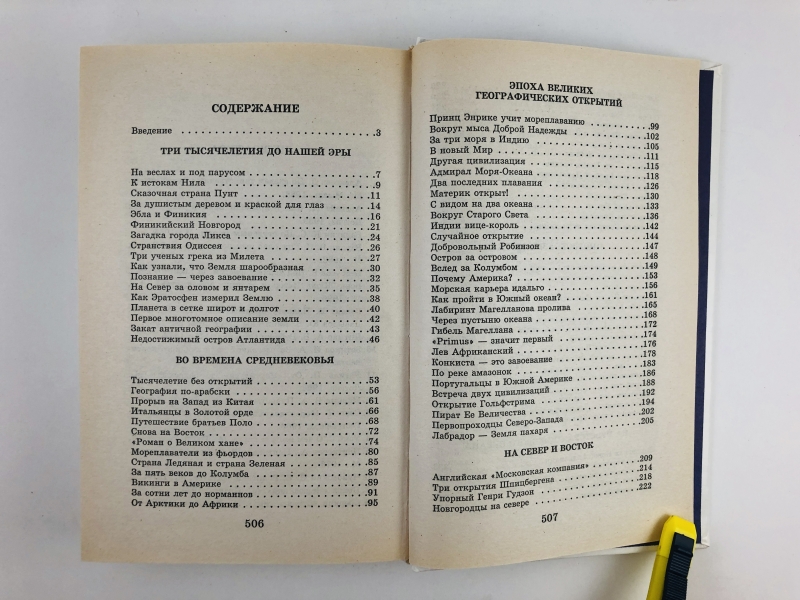 СОДЕРЖАНИЕ
Введение . . . . . . . . . . . . . . . . . . . . . . . . .3
ТРИ ТЫСЯЧЕЛЕТИЯ ДО НАШЕЙ ЭРЫ
На веслах и под парусом . . . . . . . . . . . . . . . .7
К истокам Нила . . . . . . . . . . . . . . . . . . . . .9
Сказочная страна Пунт . . . . . . . . . . . . . . . . .11
За душистым деревом и краской для глаз . . . . . .14
Эбла и Финикия . . . . . . . . . . . . . . . . . . . .16
Финикийский Новгород . . . . . . . . . . . . . . . .21
Загадка города Ликса . . . . . . . . . . . . . . . . .24
Странствия Одиссея . . . . . . . . . . . . . . . . . .26
Три ученых грека из Милета . . . . . . . . . . . . .27
Как узнали, что Земля шарообразная . . . . . . . .30
Познание — через завоевание . . . . . . . . . . . . .32
На Север за оловом и янтарем . . . . . . . . . . . .35
Как Эратосфен измерил Землю . . . . . . . . . . . .38
Планета в сетке широт и долгот . . . . . . . . . . .40
Первое многотомное описание земли . . . . . . . . .42
Закат античной географии . . . . . . . . . . . . . .43
Недостижимый остров Атлантида . . . . . . . . . . .46
ВО ВРЕМЕНА СРЕДНЕВЕКОВЬЯ
Тысячелетие без открытий . . . . . . . . . . . . . .53
География по-арабски . . . . . . . . . . . . . . . . .56
Прорыв на Запад из Китая . . . . . . . . . . . . . .61
Итальянцы в Золотой орде . . . . . . . . . . . . . .66
Путешествие братьев Поло . . . . . . . . . . . . . .68
Снова на Восток . . . . . . . . . . . . . . . . . . . .72
«Роман о Великом хане» . . . . . . . . . . . . . . . .74
Мореплаватели из фьордов . . . . . . . . . . . . . .80
Страна Ледяная и страна Зеленая . . . . . . . . . .85
За пять веков до Колумба . . . . . . . . . . . . . . .87
Викинги в Америке . . . . . . . . . . . . . . . . . .89
За сотни лет до норманнов . . . . . . . . . . . . . .91
От Арктики до Африки . . . . . . . . . . . . . . . .95
506
ЭПОХА ВЕЛИКИХ
ГЕОГРАФИЧЕСКИХ ОТКРЫТИЙ
Принц Энрике учит мореплаванию . . . . . . . . .99
Вокруг мыса Доброй Надежды . . . . . . . . . . .102
За три моря в Индию . . . . . . . . . . . . . . . .105
В новый Мир . . . . . . . . . . . . . . . . . . . .111
Другая цивилизация . . . . . . . . . . . . . . . .115
Адмирал Моря-Океана . . . . . . . . . . . . . . .118
Два последних плавания . . . . . . . . . . . . . .126
Материк открыт! . . . . . . . . . . . . . . . . . .130
С видом на два океана . . . . . . . . . . . . . . .133
Вокруг Старого Света . . . . . . . . . . . . . . .136
Индии вице-король . . . . . . . . . . . . . . . . .142
Случайное открытие . . . . . . . . . . . . . . . .144
Добровольный Робинзон . . . . . . . . . . . . . .147
Остров за островом . . . . . . . . . . . . . . . .148
Вслед за Колумбом . . . . . . . . . . . . . . . . .149
Почему Америка? . . . . . . . . . . . . . . . . . .153
Морская карьера идальго . . . . . . . . . . . . . .156
Как пройти в Южный океан? . . . . . . . . . . . .161
Лабиринт Магелланова пролива . . . . . . . . . . .165
Через пустыню океана . . . . . . . . . . . . . . .168
Гибель Магеллана . . . . . . . . . . . . . . . . .172
«Primus» — значит первый . . . . . . . . . . . . .174
Лев Африканский . . . . . . . . . . . . . . . . . .176
Конкиста — это завоевание . . . . . . . . . . . . .178
По реке амазонок . . . . . . . . . . . . . . . . .183
Португальцы в Южной Америке . . . . . . . . . . .186
Встреча двух цивилизаций . . . . . . . . . . . . .188
Открытие Гольфстрима . . . . . . . . . . . . . . .192
Пират Ее Величества . . . . . . . . . . . . . . . .194
Первопроходцы Северо-Запада . . . . . . . . . . .202
Лабрадор — Земля пахаря . . . . . . . . . . . . .205
НА СЕВЕР И ВОСТОК
Английская «Московская компания» . . . . . . . .209
Три открытия Шпицбергена . . . . . . . . . . . .214
Упорный Генри Гудзон . . . . . . . . . . . . . . .218
Новгородцы на севере . . . . . . . . . . . . . . .222
507